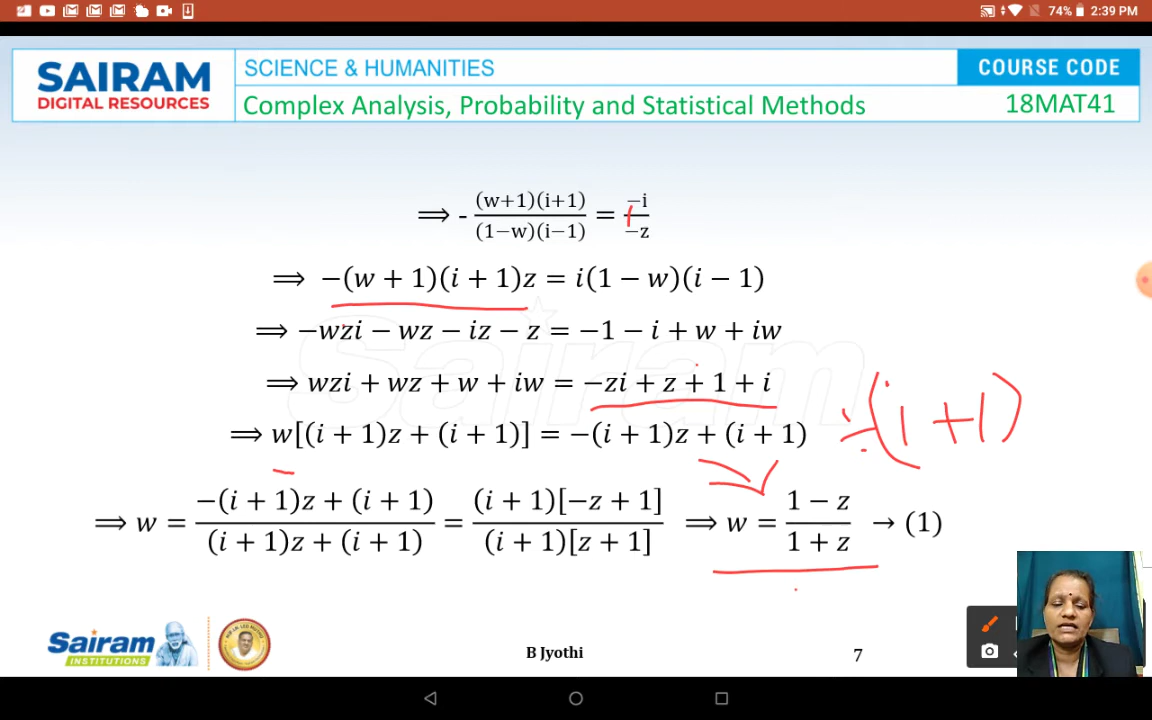 74% 2:39 PM
SAIRAM
DIGITAL RESOURCES
SCIENCE & HUMANITIES
Complex Analysis, Probability and Statistical Methods
COURSE CODE
18MAT41
⟹ - (w+1)(i+1)/(1−w)(i−1) = −i/−z
⟹ −(w + 1)(i + 1)z = i(1 − w)(i − 1)
⟹ −wzi − wz − iz − z = −1 − i + w + iw
⟹ wzi + wz + w + iw = −zi + z + 1 + i
⟹ w[(i + 1)z + (i + 1)] = −(i + 1)z + (i + 1)
÷(i+1)
⟹ w = −(i + 1)z + (i + 1)/(i + 1)z + (i + 1) = (i + 1)[−z + 1]/(i + 1)[z + 1] ⟹ w = 1 − z/1 + z → (1)
Sairam
Sairam
INSTITUTIONS
B Jyothi
7